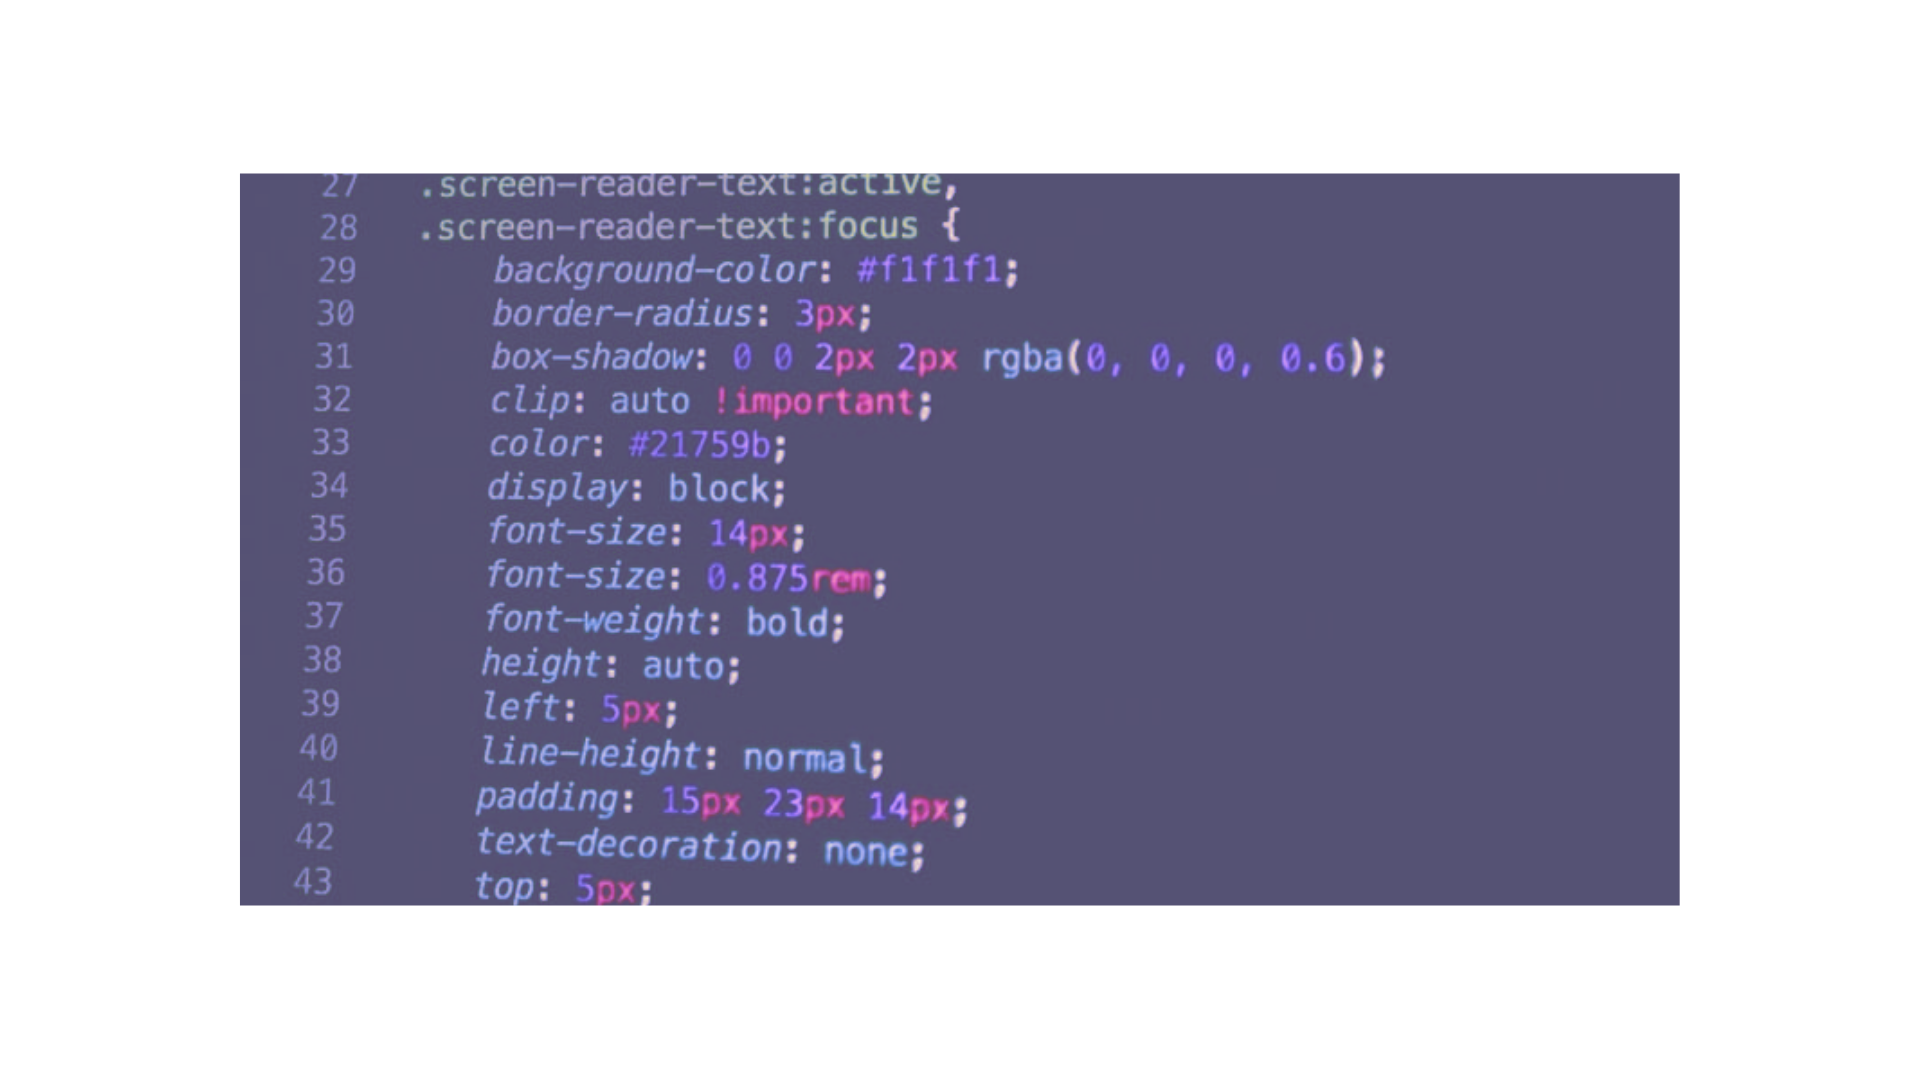 27 .screen-reader-text:active,
28 .screen-reader-text:focus {
29 background-color: #f1f1f1;
30 border-radius: 3px;
31 box-shadow: 0 0 2px 2px rgba(0, 0, 0, 0.6);
32 clip: auto !important;
33 color: #21759b;
34 display: block;
35 font-size: 14px;
36 font-size: 0.875rem;
37 font-weight: bold;
38 height: auto;
39 left: 5px;
40 line-height: normal;
41 padding: 15px 23px 14px;
42 text-decoration: none;
43 top: 5px;